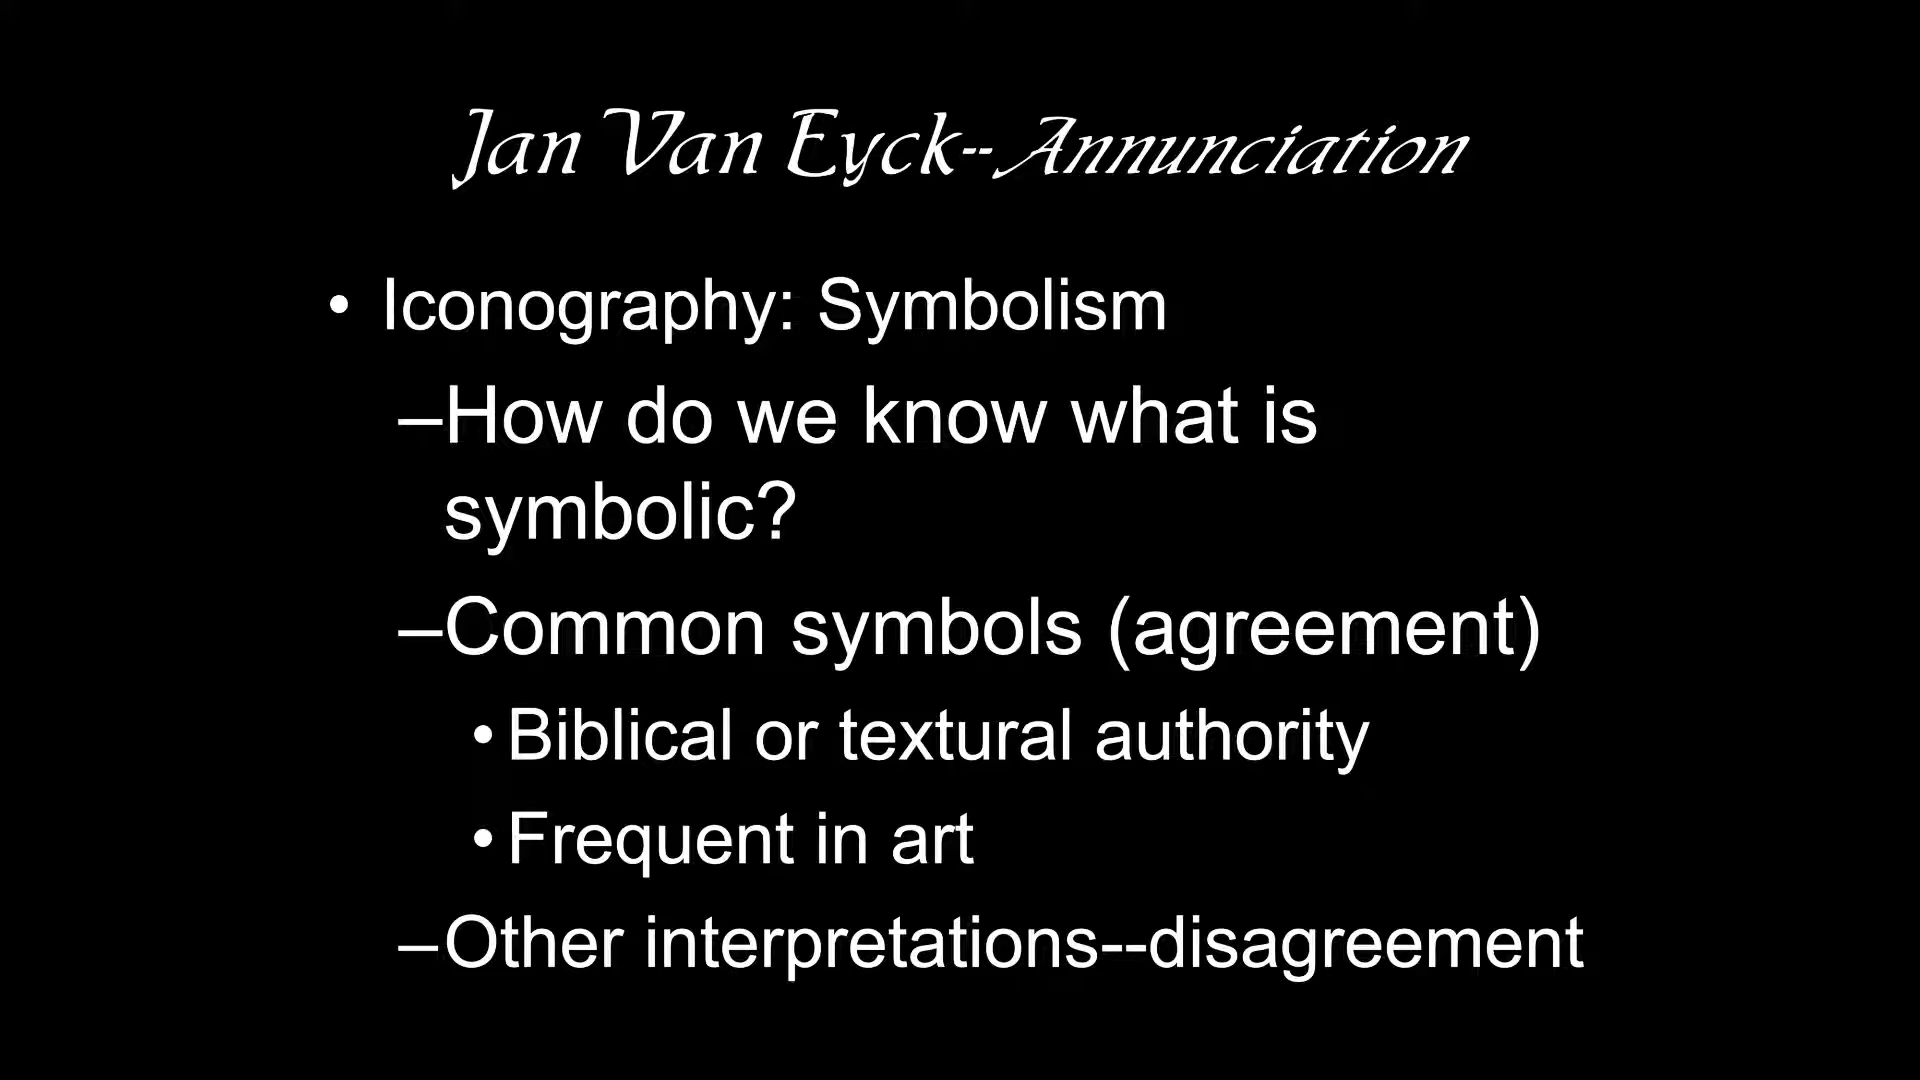 Jan Van Eyck--Annunciation
• Iconography: Symbolism
–How do we know what is
symbolic?
–Common symbols (agreement)
•Biblical or textural authority
•Frequent in art
–Other interpretations--disagreement